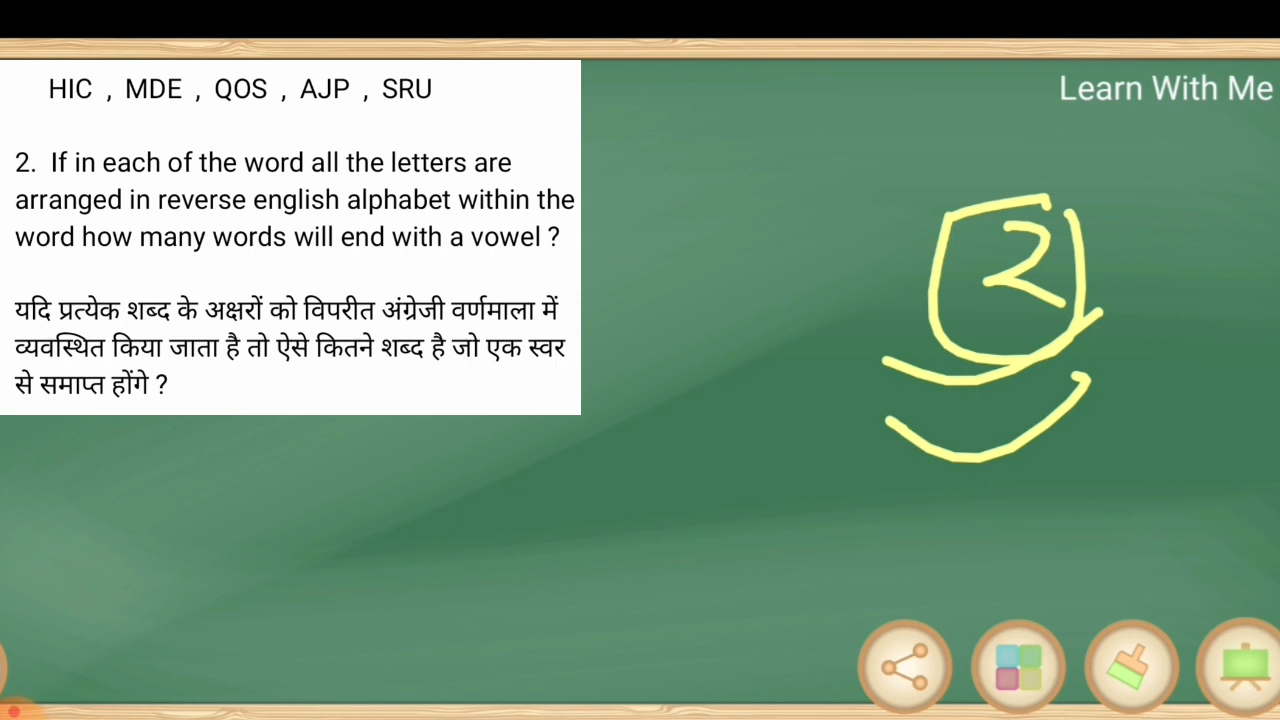 HIC , MDE , QOS , AJP , SRU
Learn With Me
2. If in each of the word all the letters are
arranged in reverse english alphabet within the
word how many words will end with a vowel ?
यदि प्रत्येक शब्द के अक्षरों को विपरीत अंग्रेजी वर्णमाला में
व्यवस्थित किया जाता है तो ऐसे कितने शब्द है जो एक स्वर
से समाप्त होंगे ?
2